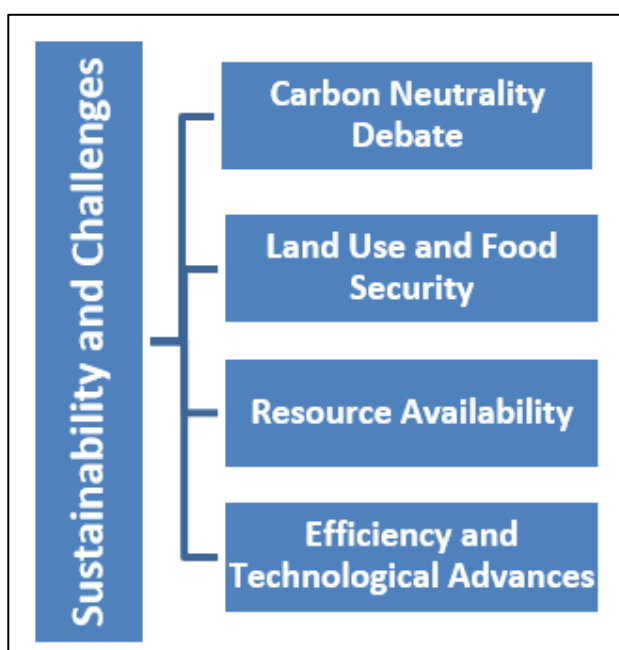 Sustainability and Challenges
Carbon Neutrality
Debate
Land Use and Food
Security
Resource Availability
Efficiency and
Technological Advances